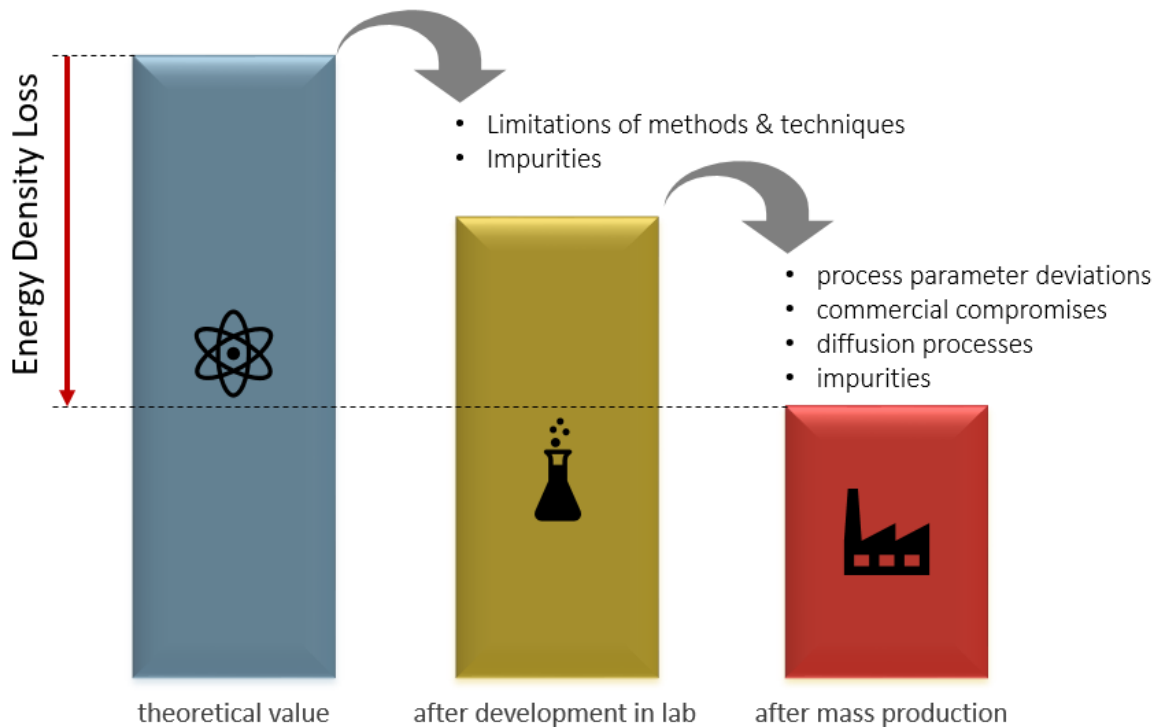 Energy Density Loss
• Limitations of methods & techniques
• Impurities
• process parameter deviations
• commercial compromises
• diffusion processes
• impurities
theoretical value
after development in lab
after mass production